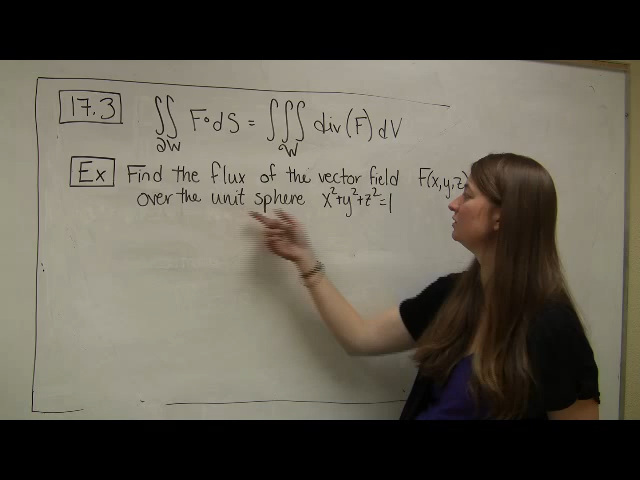 17.3 ∬∂W F∘dS = ∭W div(F) dV
Ex Find the flux of the vector field F(x,y,z)
over the unit sphere x²+y²+z²=1